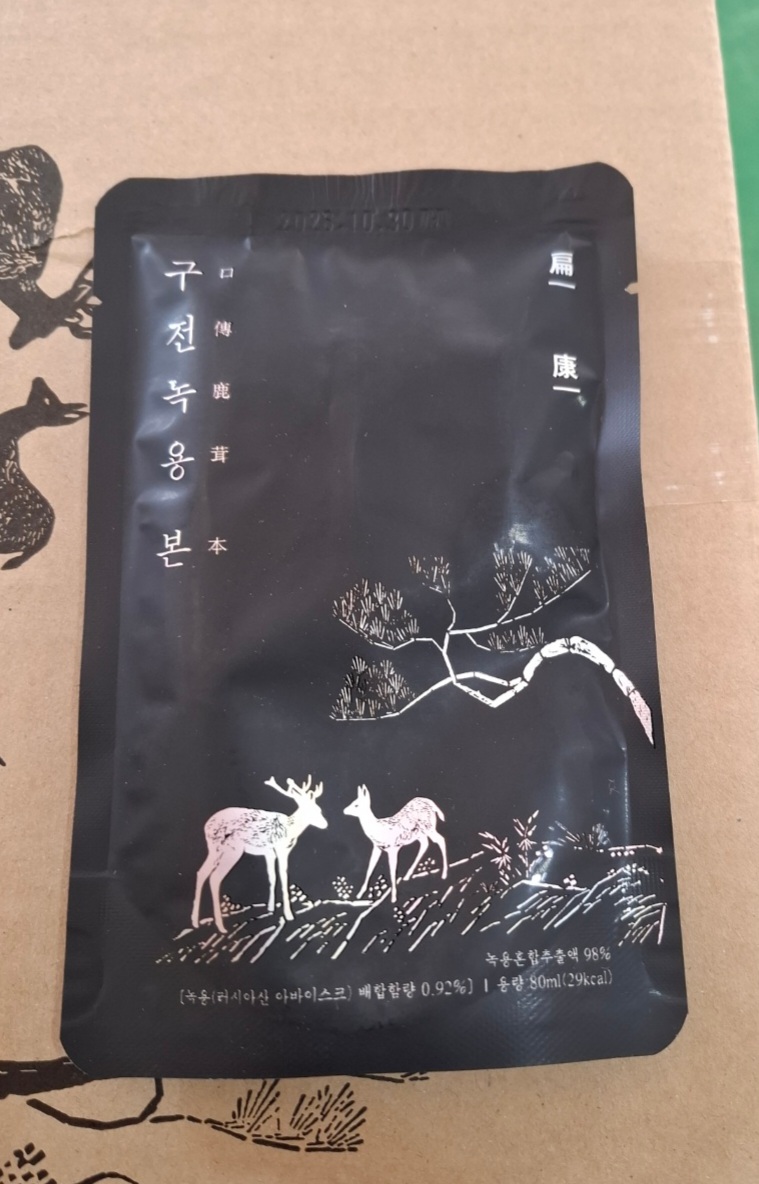 구전녹용본
口傳鹿茸本
扁康
녹용혼합추출액 98%
[녹용(러시아산 아바이스크) 배합함량 0.92%] | 용량 80ml(29kcal)